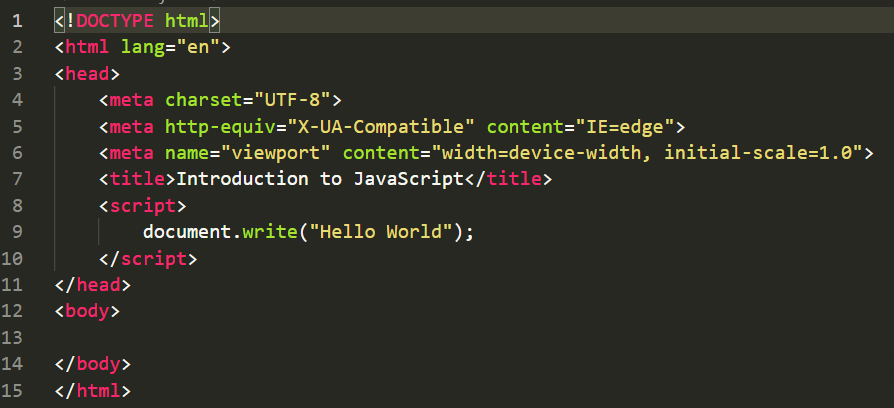 1 <!DOCTYPE html>
2 <html lang="en">
3 <head>
4     <meta charset="UTF-8">
5     <meta http-equiv="X-UA-Compatible" content="IE=edge">
6     <meta name="viewport" content="width=device-width, initial-scale=1.0">
7     <title>Introduction to JavaScript</title>
8     <script>
9         document.write("Hello World");
10     </script>
11 </head>
12 <body>
13
14 </body>
15 </html>